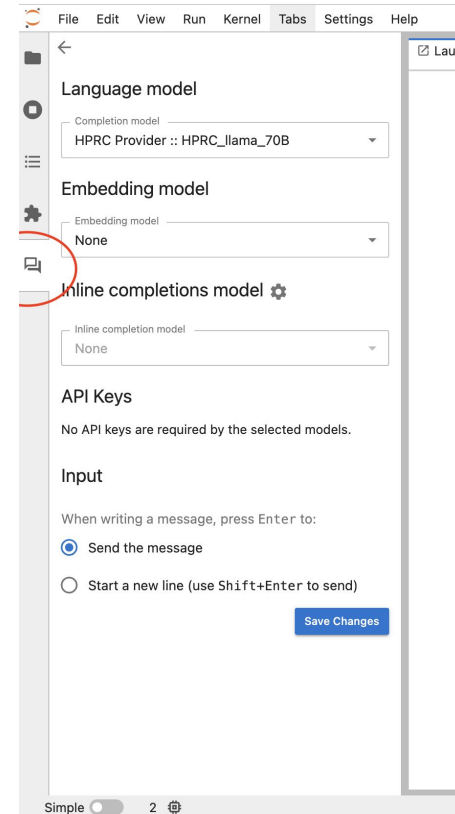 File Edit View Run Kernel Tabs Settings Help
Lau
Language model
Completion model
HPRC Provider :: HPRC_llama_70B
Embedding model
Embedding model
None
Inline completions model
Inline completion model
None
API Keys
No API keys are required by the selected models.
Input
When writing a message, press Enter to:
Send the message
Start a new line (use Shift+Enter to send)
Save Changes
Simple 2